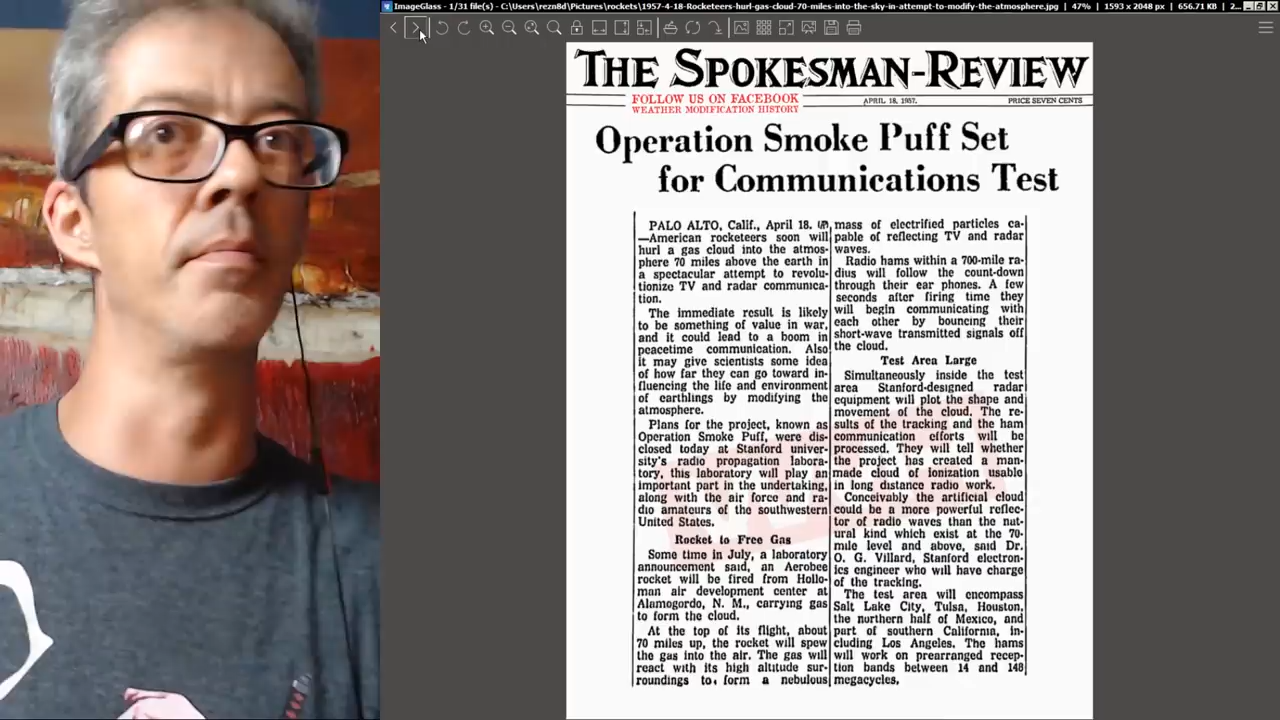 ImageGlass - 1/31 file(s) - C:\Users\rezn8d\Pictures\rockets\1957-4-18-Rocketeers-hurl-gas-cloud-70-miles-into-the-sky-in-attempt-to-modify-the-atmosphere.jpg | 47% | 1593 x 2048 px | 656.71 KB | 2...
THE SPOKESMAN-REVIEW
FOLLOW US ON FACEBOOK
WEATHER MODIFICATION HISTORY
APRIL 18, 1957.
PRICE SEVEN CENTS
Operation Smoke Puff Set
for Communications Test
PALO ALTO, Calif., April 18. (AP)
—American rocketeers soon will
hurl a gas cloud into the atmos-
phere 70 miles above the earth in
a spectacular attempt to revolu-
tionize TV and radar communica-
tion.
The immediate result is likely
to be something of value in war,
and it could lead to a boom in
peacetime communication. Also
it may give scientists some idea
of how far they can go toward in-
fluencing the life and environment
of earthlings by modifying the
atmosphere.
Plans for the project, known as
Operation Smoke Puff, were dis-
closed today at Stanford univer-
sity's radio propagation labora-
tory, this laboratory will play an
important part in the undertaking,
along with the air force and ra-
dio amateurs of the southwestern
United States.
Rocket to Free Gas
Some time in July, a laboratory
announcement said, an Aerobee
rocket will be fired from Hollo-
man air development center at
Alamogordo, N. M., carrying gas
to form the cloud.
At the top of its flight, about
70 miles up, the rocket will spew
the gas into the air. The gas will
react with its high altitude sur-
roundings to form a nebulous
mass of electrified particles ca-
pable of reflecting TV and radar
waves.
Radio hams within a 700-mile ra-
dius will follow the count-down
through their ear phones. A few
seconds after firing time they
will begin communicating with
each other by bouncing their
short-wave transmitted signals off
the cloud.
Test Area Large
Simultaneously inside the test
area Stanford-designed radar
equipment will plot the shape and
movement of the cloud. The re-
sults of the tracking and the ham
communication efforts will be
processed. They will tell whether
the project has created a man-
made cloud of ionization usable
in long distance radio work.
Conceivably the artificial cloud
could be a more powerful reflec-
tor of radio waves than the nat-
ural kind which exist at the 70-
mile level and above, said Dr.
O. G. Villard, Stanford electron-
ics engineer who will have charge
of the tracking.
The test area will encompass
Salt Lake City, Tulsa, Houston,
the northern half of Mexico, and
part of southern California, in-
cluding Los Angeles. The hams
will work on prearranged recep-
tion bands between 14 and 148
megacycles.